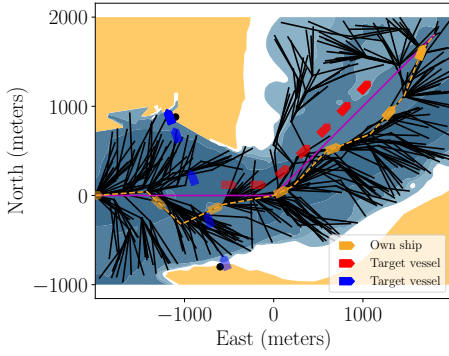 2000
1000
0
−1000
North (meters)
−1000
0
1000
East (meters)
Own ship
Target vessel
Target vessel